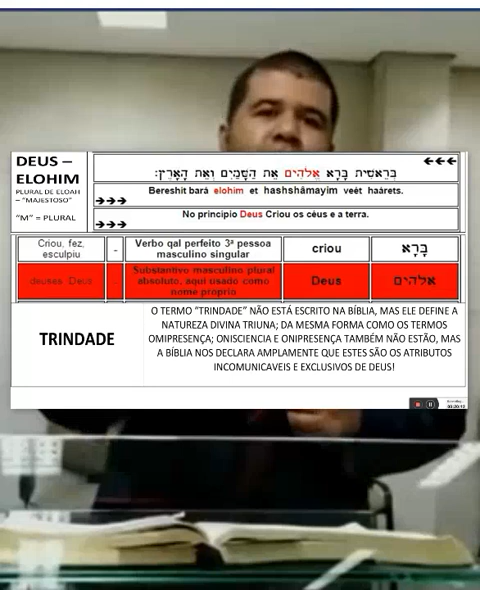 DEUS –
ELOHIM
PLURAL DE ELOAH
– "MAJESTOSO"
"M" = PLURAL
בְּרֵאשִׁית בָּרָא אֱלֹהִים אֵת הַשָּׁמַיִם וְאֵת הָאָרֶץ׃
Bereshit bará elohim et hashshâmayim veét haárets.
No princípio Deus Criou os céus e a terra.
Criou, fez,
esculpiu
-
Verbo qal perfeito 3ª pessoa
masculino singular
criou
בָּרָא
deuses, Deus
Substantivo masculino plural
absoluto, aqui usado como
nome próprio
Deus
אלהים
TRINDADE
O TERMO "TRINDADE" NÃO ESTÁ ESCRITO NA BÍBLIA, MAS ELE DEFINE A
NATUREZA DIVINA TRIUNA; DA MESMA FORMA COMO OS TERMOS
OMIPRESENÇA; ONISCIENCIA E ONIPRESENÇA TAMBÉM NÃO ESTÃO, MAS
A BÍBLIA NOS DECLARA AMPLAMENTE QUE ESTES SÃO OS ATRIBUTOS
INCOMUNICAVEIS E EXCLUSIVOS DE DEUS!